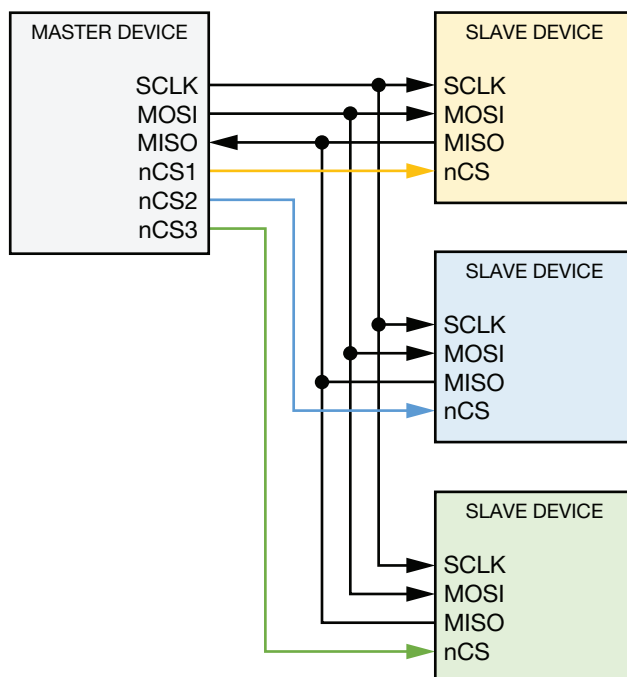 MASTER DEVICE
SCLK
MOSI
MISO
nCS1
nCS2
nCS3
SLAVE DEVICE
SCLK
MOSI
MISO
nCS
SLAVE DEVICE
SCLK
MOSI
MISO
nCS
SLAVE DEVICE
SCLK
MOSI
MISO
nCS